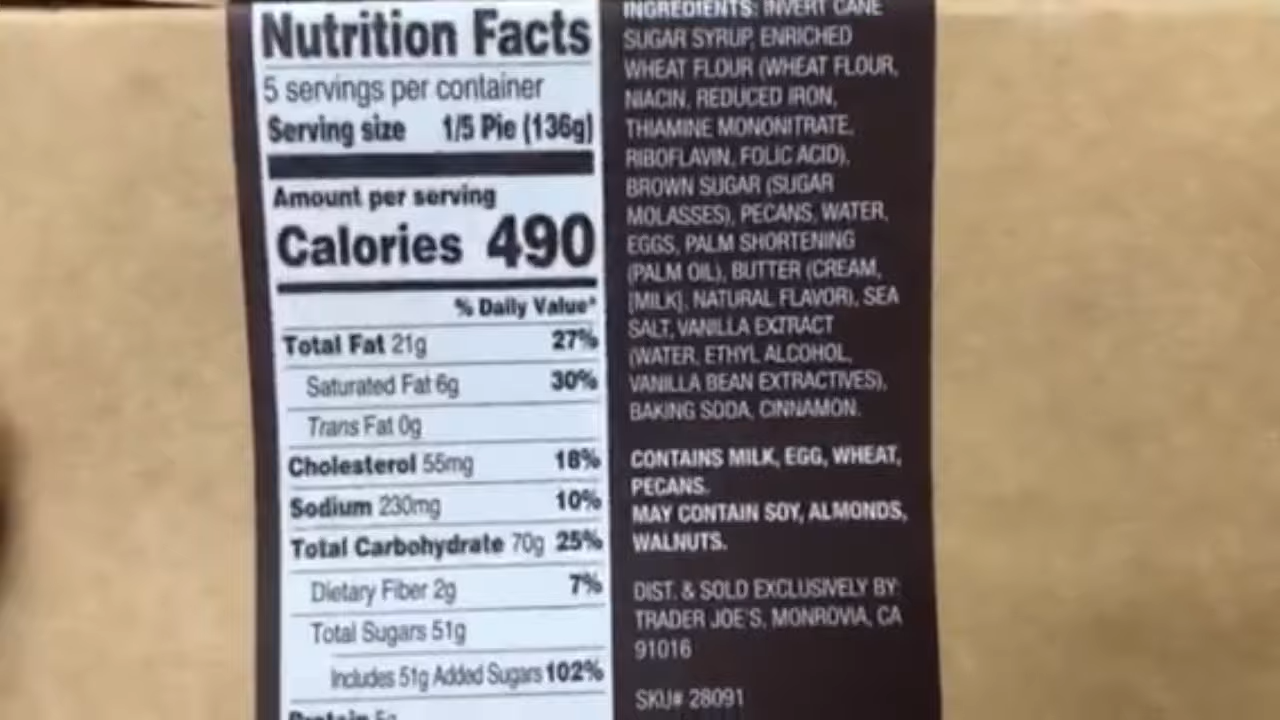 Nutrition Facts
5 servings per container
Serving size 1/5 Pie (136g)
Amount per serving
Calories 490
% Daily Value*
Total Fat 21g 27%
Saturated Fat 6g 30%
Trans Fat 0g
Cholesterol 55mg 18%
Sodium 230mg 10%
Total Carbohydrate 70g 25%
Dietary Fiber 2g 7%
Total Sugars 51g
Includes 51g Added Sugars 102%
Protein 5g
INGREDIENTS: INVERT CANE
SUGAR SYRUP, ENRICHED
WHEAT FLOUR (WHEAT FLOUR,
NIACIN, REDUCED IRON,
THIAMINE MONONITRATE,
RIBOFLAVIN, FOLIC ACID),
BROWN SUGAR (SUGAR
MOLASSES), PECANS, WATER,
EGGS, PALM SHORTENING
(PALM OIL), BUTTER (CREAM,
[MILK], NATURAL FLAVOR), SEA
SALT, VANILLA EXTRACT
(WATER, ETHYL ALCOHOL,
VANILLA BEAN EXTRACTIVES),
BAKING SODA, CINNAMON.
CONTAINS MILK, EGG, WHEAT,
PECANS.
MAY CONTAIN SOY, ALMONDS,
WALNUTS.
DIST. & SOLD EXCLUSIVELY BY:
TRADER JOE'S, MONROVIA, CA
91016
SKU# 28091